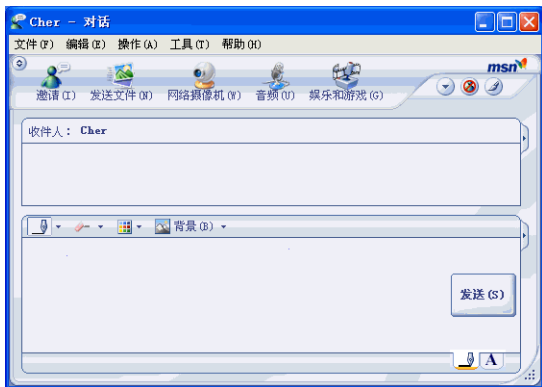 Cher - 对话
文件(F) 编辑(E) 操作(A) 工具(T) 帮助(H)
msn
邀请(I) 发送文件(N) 网络摄像机(W) 音频(U) 娱乐和游戏(G)
收件人: Cher
背景(B)
发送(S)
A